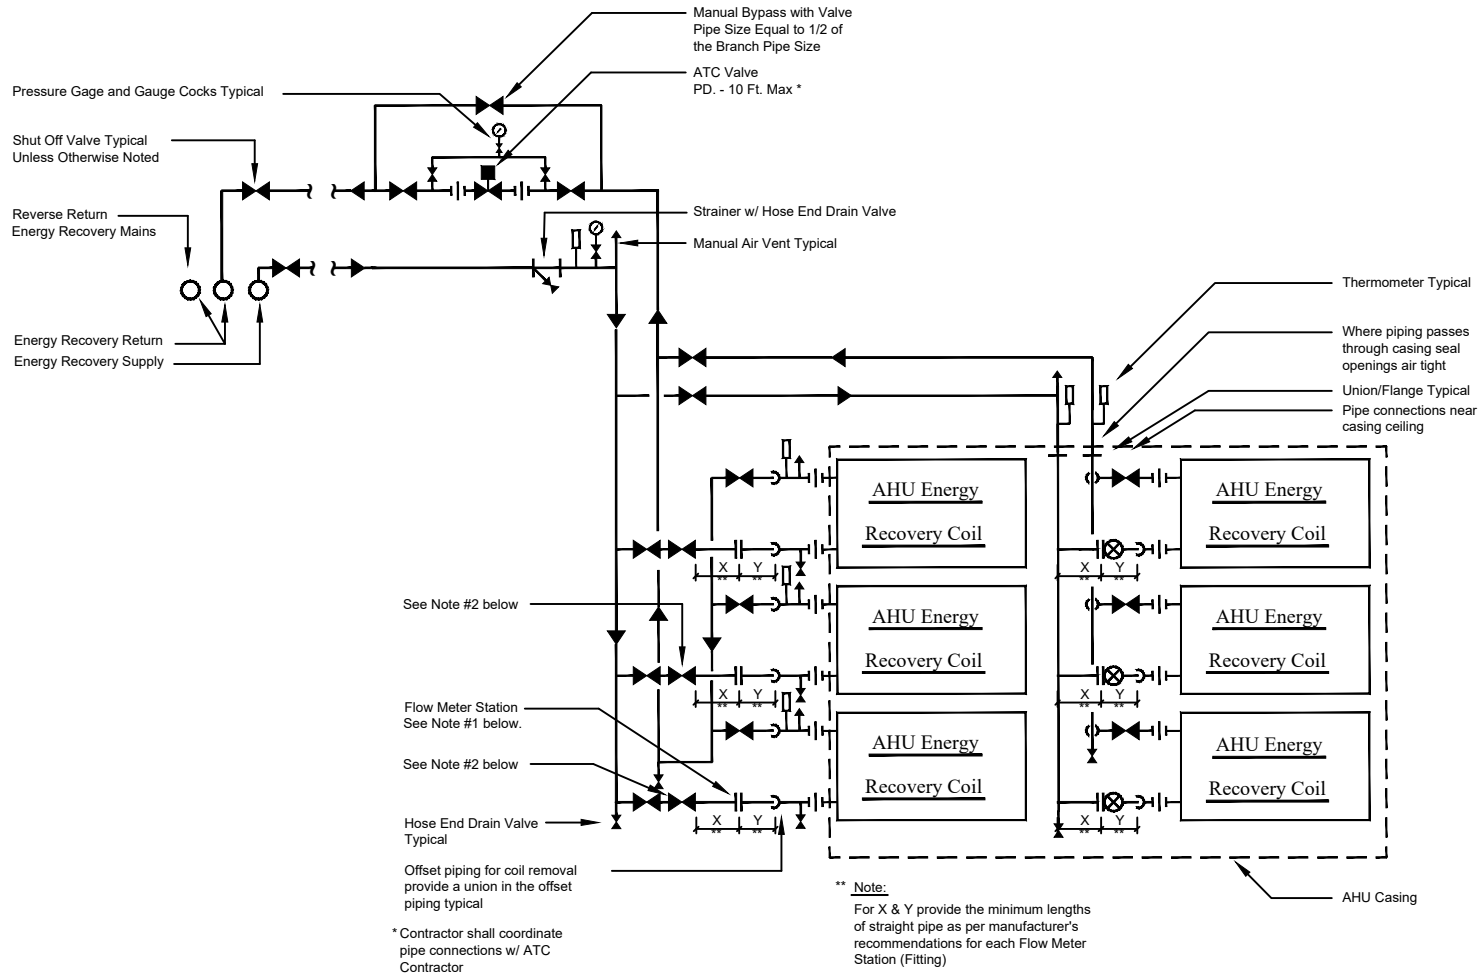 Manual Bypass with Valve
Pipe Size Equal to 1/2 of
the Branch Pipe Size
ATC Valve
PD. - 10 Ft. Max *
Pressure Gage and Gauge Cocks Typical
Shut Off Valve Typical
Unless Otherwise Noted
Reverse Return
Energy Recovery Mains
Strainer w/ Hose End Drain Valve
Manual Air Vent Typical
Energy Recovery Return
Energy Recovery Supply
Thermometer Typical
Where piping passes
through casing seal
openings air tight
Union/Flange Typical
Pipe connections near
casing ceiling
AHU Energy
Recovery Coil
AHU Energy
Recovery Coil
X
**
Y
**
X
**
Y
**
See Note #2 below
AHU Energy
Recovery Coil
AHU Energy
Recovery Coil
X
**
Y
**
X
**
Y
**
Flow Meter Station
See Note #1 below.
See Note #2 below
AHU Energy
Recovery Coil
AHU Energy
Recovery Coil
X
**
Y
**
X
**
Y
**
Hose End Drain Valve
Typical
Offset piping for coil removal
provide a union in the offset
piping typical
* Contractor shall coordinate
pipe connections w/ ATC
Contractor
** Note:
For X & Y provide the minimum lengths
of straight pipe as per manufacturer's
recommendations for each Flow Meter
Station (Fitting)
AHU Casing